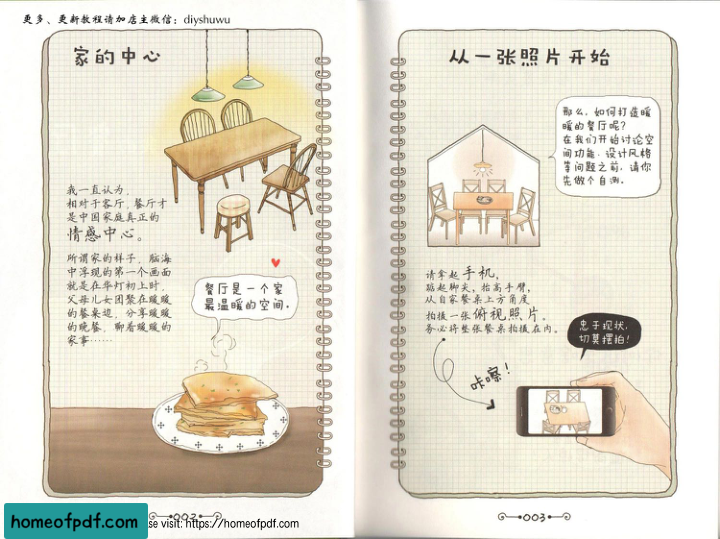 更多、更新教程请加店主微信：diyshuwu
家的中心
我一直认为，
相对于客厅，餐厅才
是中国家庭真正的
情感中心。
所谓家的样子，脑海
中浮现的第一个画面
就是在华灯初上时，
父母儿女团聚在暖暖
的餐桌边，分享暖暖
的晚餐，聊着暖暖的
家事……
餐厅是一个家
最温暖的空间。
002
从一张照片开始
那么，如何打造暖
暖的餐厅呢？
在我们开始讨论空
间功能、设计风格
等问题之前，请你
先做个自测。
请拿起手机，
踮起脚尖，抬高手臂，
从自家餐桌上方角度
拍摄一张俯视照片。
务必将整张餐桌拍摄在内。
忠于现状，
切莫摆拍！
咔嚓！
003
homeofpdf.com
se visit: https://homeofpdf.com